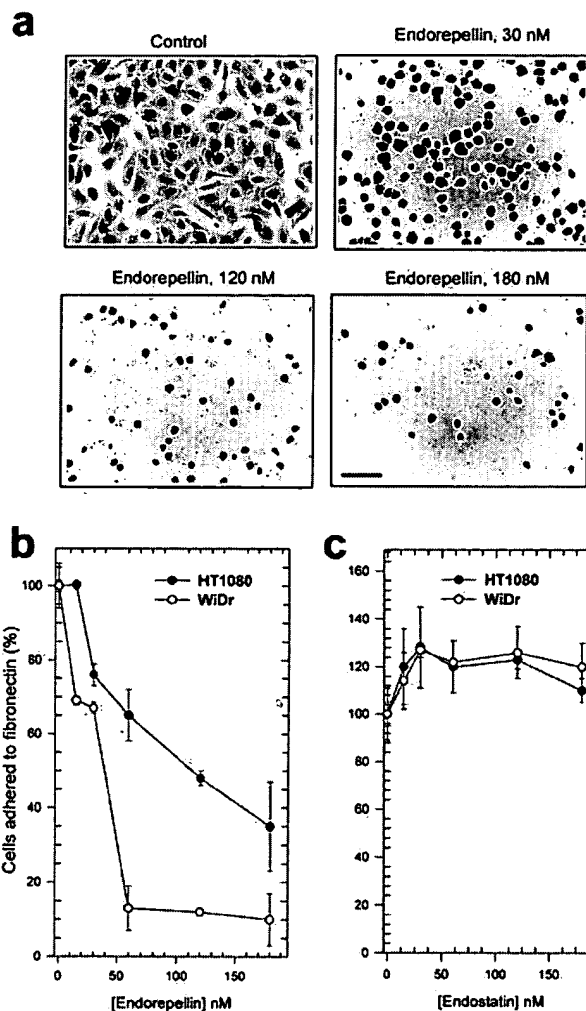 a
Control
Endorepellin, 30 nM
Endorepellin, 120 nM
Endorepellin, 180 nM
b
c
Cells adhered to fibronectin (%)
100
80
60
40
20
0
HT1080
WiDr
0 50 100 150
[Endorepellin] nM
160
140
120
100
80
60
40
20
0
HT1080
WiDr
0 50 100 150
[Endostatin] nM